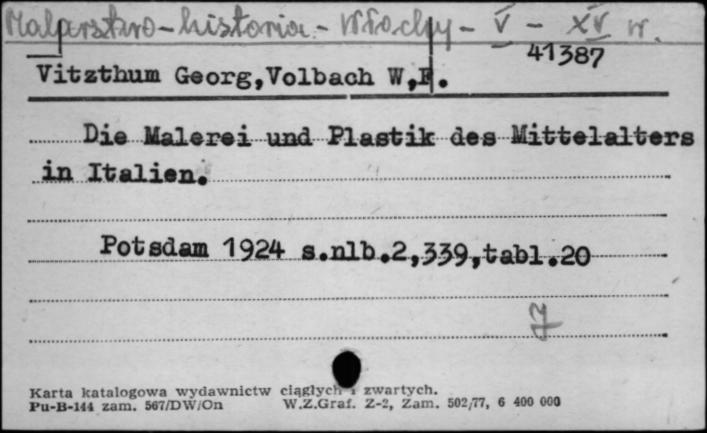 Malarstwo - historia - Włochy - V - XV w.
41387
Vitzthum Georg,Volbach W,F.
Die Malerei und Plastik des Mittelalters
in Italien.
Potsdam 1924 s.nlb.2,339,tabl.20
J
Karta katalogowa wydawnictw ciągłych i zwartych.
Pu-B-144 zam. 567/DW/On W.Z.Graf. Z-2, Zam. 502/77, 6 400 000